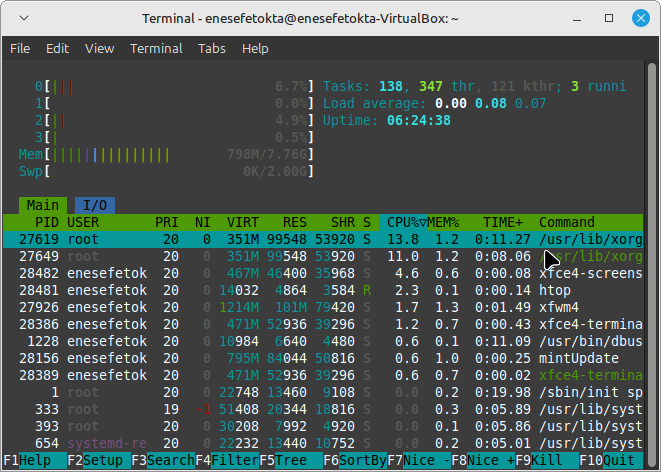 Terminal - enesefetokta@enesefetokta-VirtualBox: ~
File Edit View Terminal Tabs Help
0[||| 6.7%] Tasks: 138, 347 thr, 121 kthr; 3 runni
1[ 0.0%] Load average: 0.00 0.08 0.07
2[|| 4.9%] Uptime: 06:24:38
3[| 0.5%]
Mem[||||||||||||||| 798M/7.76G]
Swp[ 0K/2.00G]
Main I/O
PID USER PRI NI VIRT RES SHR S CPU%▽MEM% TIME+ Command
27619 root 20 0 351M 99548 53920 S 13.8 1.2 0:11.27 /usr/lib/xorg
27649 root 20 0 351M 99548 53920 S 11.0 1.2 0:08.06 /usr/lib/xorg
28482 enesefetok 20 0 467M 46400 35968 S 4.6 0.6 0:00.08 xfce4-screens
28481 enesefetok 20 0 14032 4864 3584 R 2.3 0.1 0:00.14 htop
27926 enesefetok 20 0 1214M 101M 79420 S 1.7 1.3 0:01.49 xfwm4
28386 enesefetok 20 0 471M 52936 39296 S 1.2 0.7 0:00.43 xfce4-termina
1228 enesefetok 20 0 10984 6640 4480 S 0.6 0.1 0:11.09 /usr/bin/dbus
28156 enesefetok 20 0 795M 84044 50816 S 0.6 1.0 0:00.25 mintUpdate
28389 enesefetok 20 0 471M 52936 39296 S 0.6 0.7 0:00.02 xfce4-termina
1 root 20 0 22748 13460 9108 S 0.0 0.2 0:19.98 /sbin/init sp
333 root 19 -1 51408 20344 18816 S 0.0 0.3 0:05.89 /usr/lib/syst
393 root 20 0 30208 7992 4920 S 0.0 0.1 0:05.86 /usr/lib/syst
654 systemd-re 20 0 22232 13440 10752 S 0.0 0.2 0:05.01 /usr/lib/syst
F1Help F2Setup F3SearchF4FilterF5Tree F6SortByF7Nice -F8Nice +F9Kill F10Quit